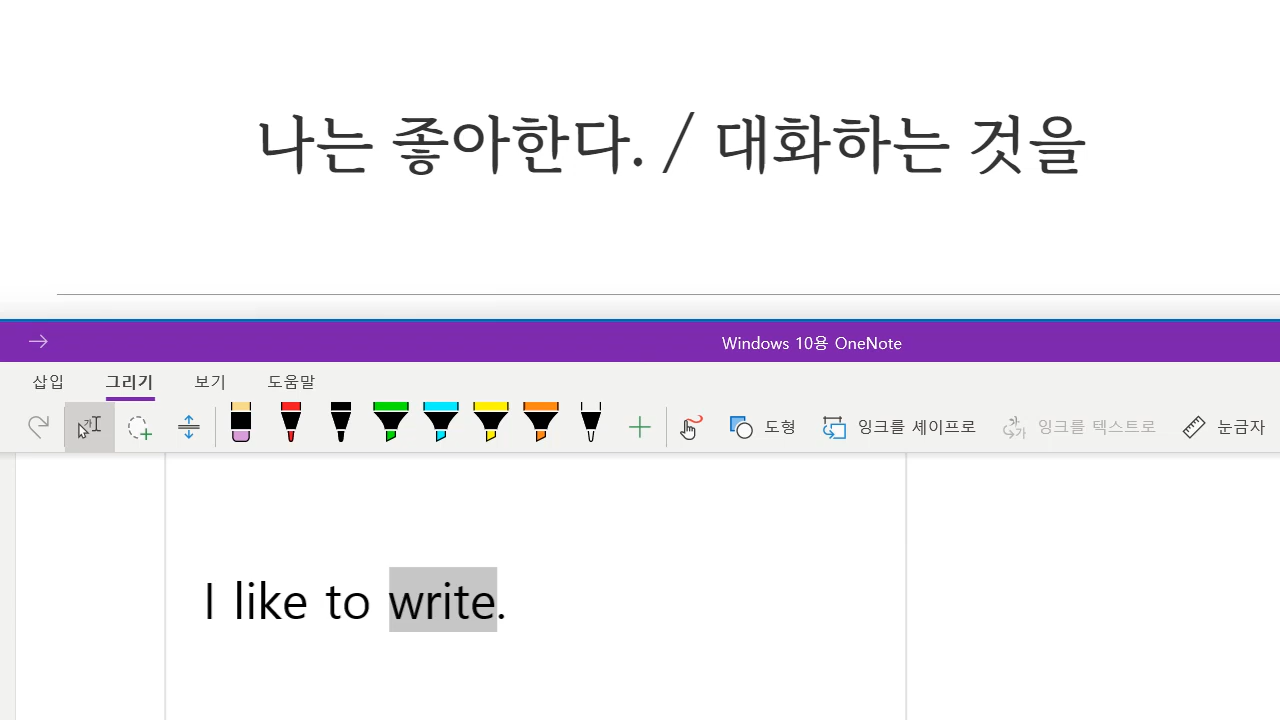 나는 좋아한다. / 대화하는 것을
Windows 10용 OneNote
삽입 그리기 보기 도움말
도형 잉크를 셰이프로 잉크를 텍스트로 눈금자
I like to write.